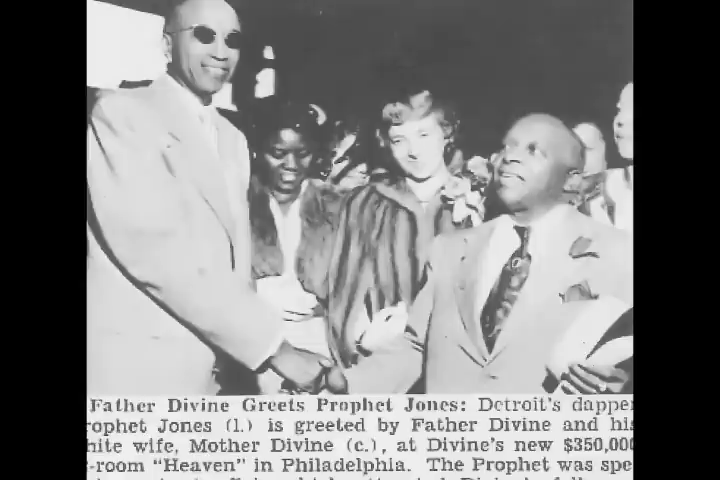 Father Divine Greets Prophet Jones: Detroit's dapper
rophet Jones (l.) is greeted by Father Divine and his
hite wife, Mother Divine (c.), at Divine's new $350,000
-room "Heaven" in Philadelphia. The Prophet was spe